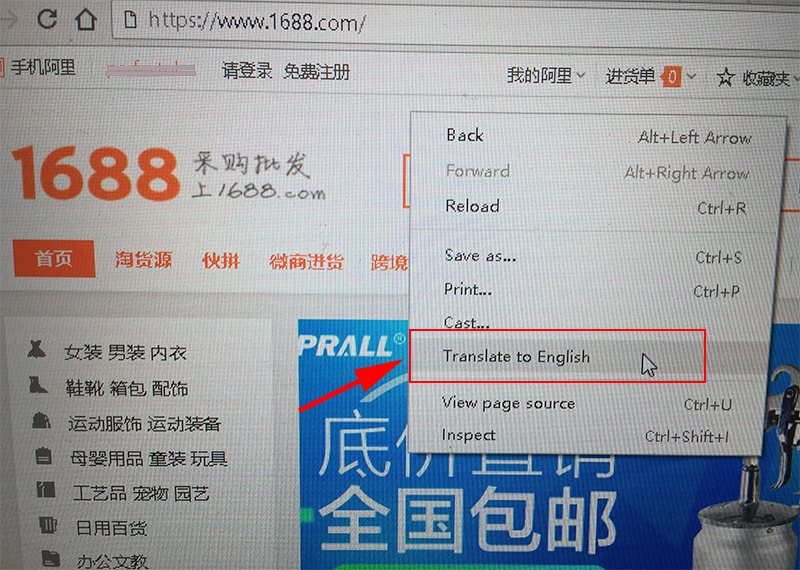 https://www.1688.com/
手机阿里
请登录 免费注册
我的阿里
进货单 0
收藏夹
1688 采购批发
上1688.com
首页 淘货源 伙拼 微商进货 跨境
Back Alt+Left Arrow
Forward Alt+Right Arrow
Reload Ctrl+R
Save as... Ctrl+S
Print... Ctrl+P
Cast...
Translate to English
View page source Ctrl+U
Inspect Ctrl+Shift+I
女装 男装 内衣
鞋靴 箱包 配饰
运动服饰 运动装备
母婴用品 童装 玩具
工艺品 宠物 园艺
日用百货
办公文教
PRALL®
底价直销
全国包邮